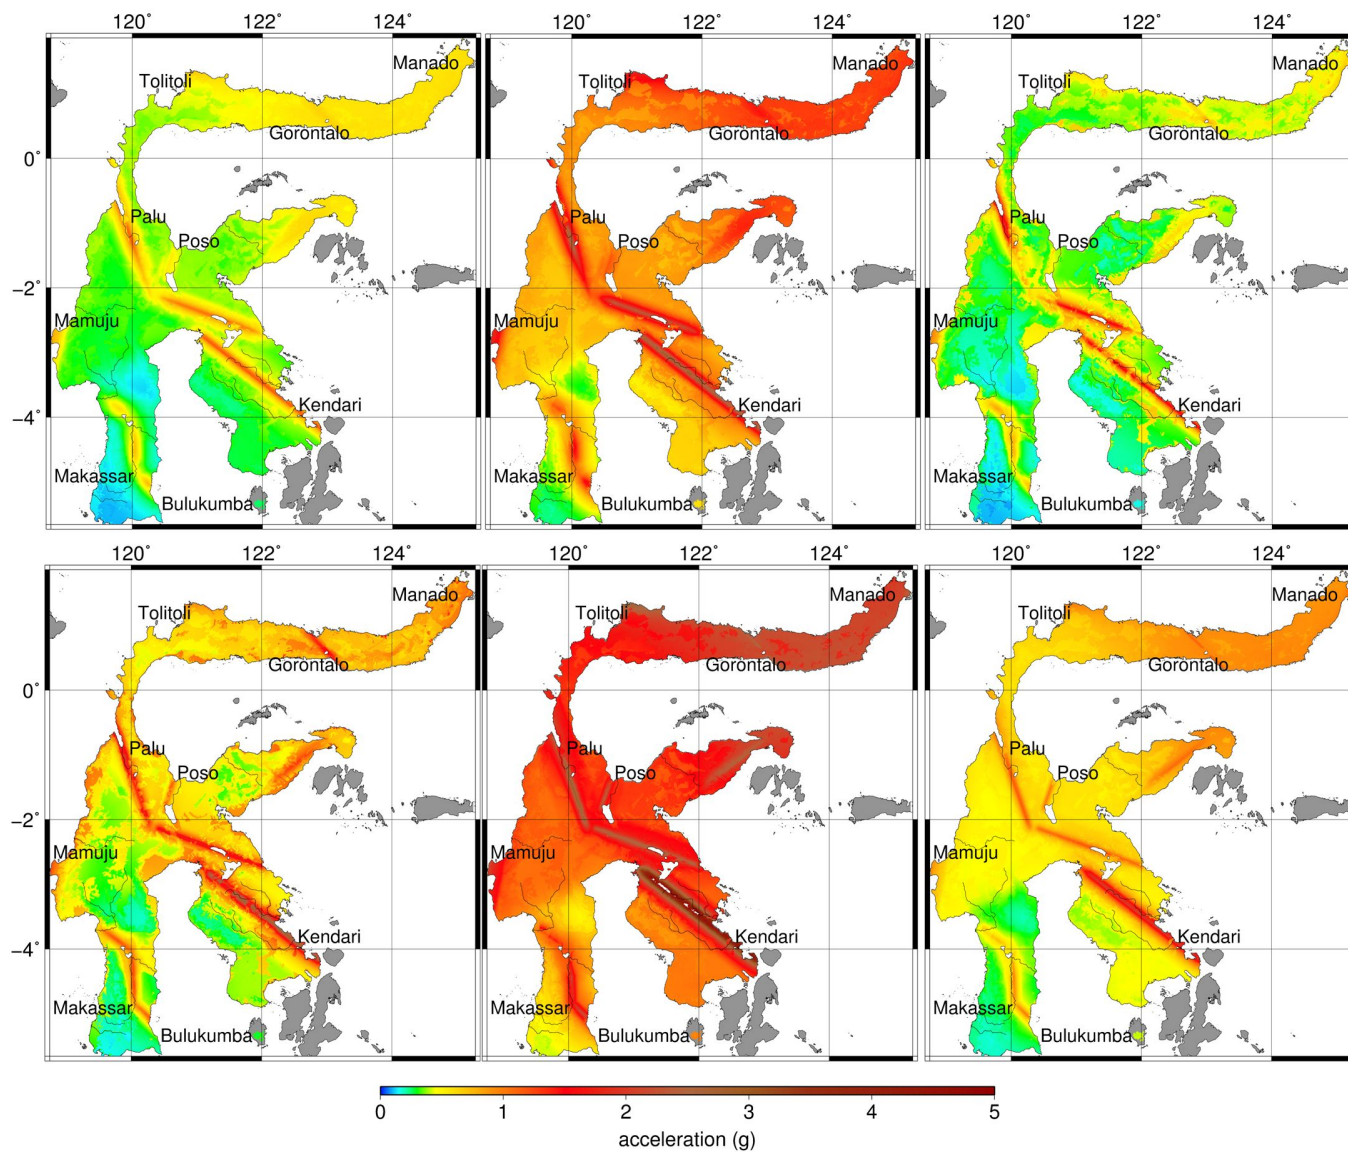 120° 122° 124° 120° 122° 124° 120° 122° 124°
Manado Manado Manado
Tolitoli Tolitoli Tolitoli
Gorontalo Gorontalo Gorontalo
0°
Palu Palu Palu
Poso Poso Poso
−2°
Mamuju Mamuju Mamuju
Kendari Kendari Kendari
−4°
Makassar Makassar Makassar
Bulukumba Bulukumba Bulukumba
120° 122° 124° 120° 122° 124° 120° 122° 124°
Manado Manado Manado
Tolitoli Tolitoli Tolitoli
Gorontalo Gorontalo Gorontalo
0°
Palu Palu Palu
Poso Poso Poso
−2°
Mamuju Mamuju Mamuju
Kendari Kendari Kendari
−4°
Makassar Makassar Makassar
Bulukumba Bulukumba Bulukumba
0 1 2 3 4 5
acceleration (g)